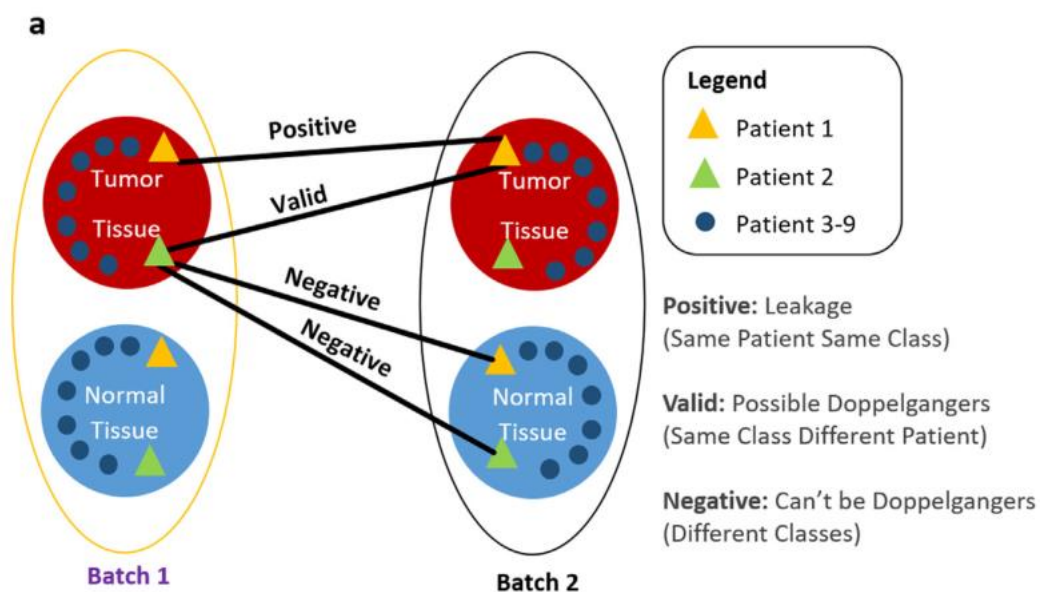 a
Positive
Valid
Negative
Negative
Tumor
Tissue
Normal
Tissue
Batch 1
Tumor
Tissue
Normal
Tissue
Batch 2
Legend
Patient 1
Patient 2
Patient 3-9
Positive: Leakage
(Same Patient Same Class)
Valid: Possible Doppelgangers
(Same Class Different Patient)
Negative: Can't be Doppelgangers
(Different Classes)